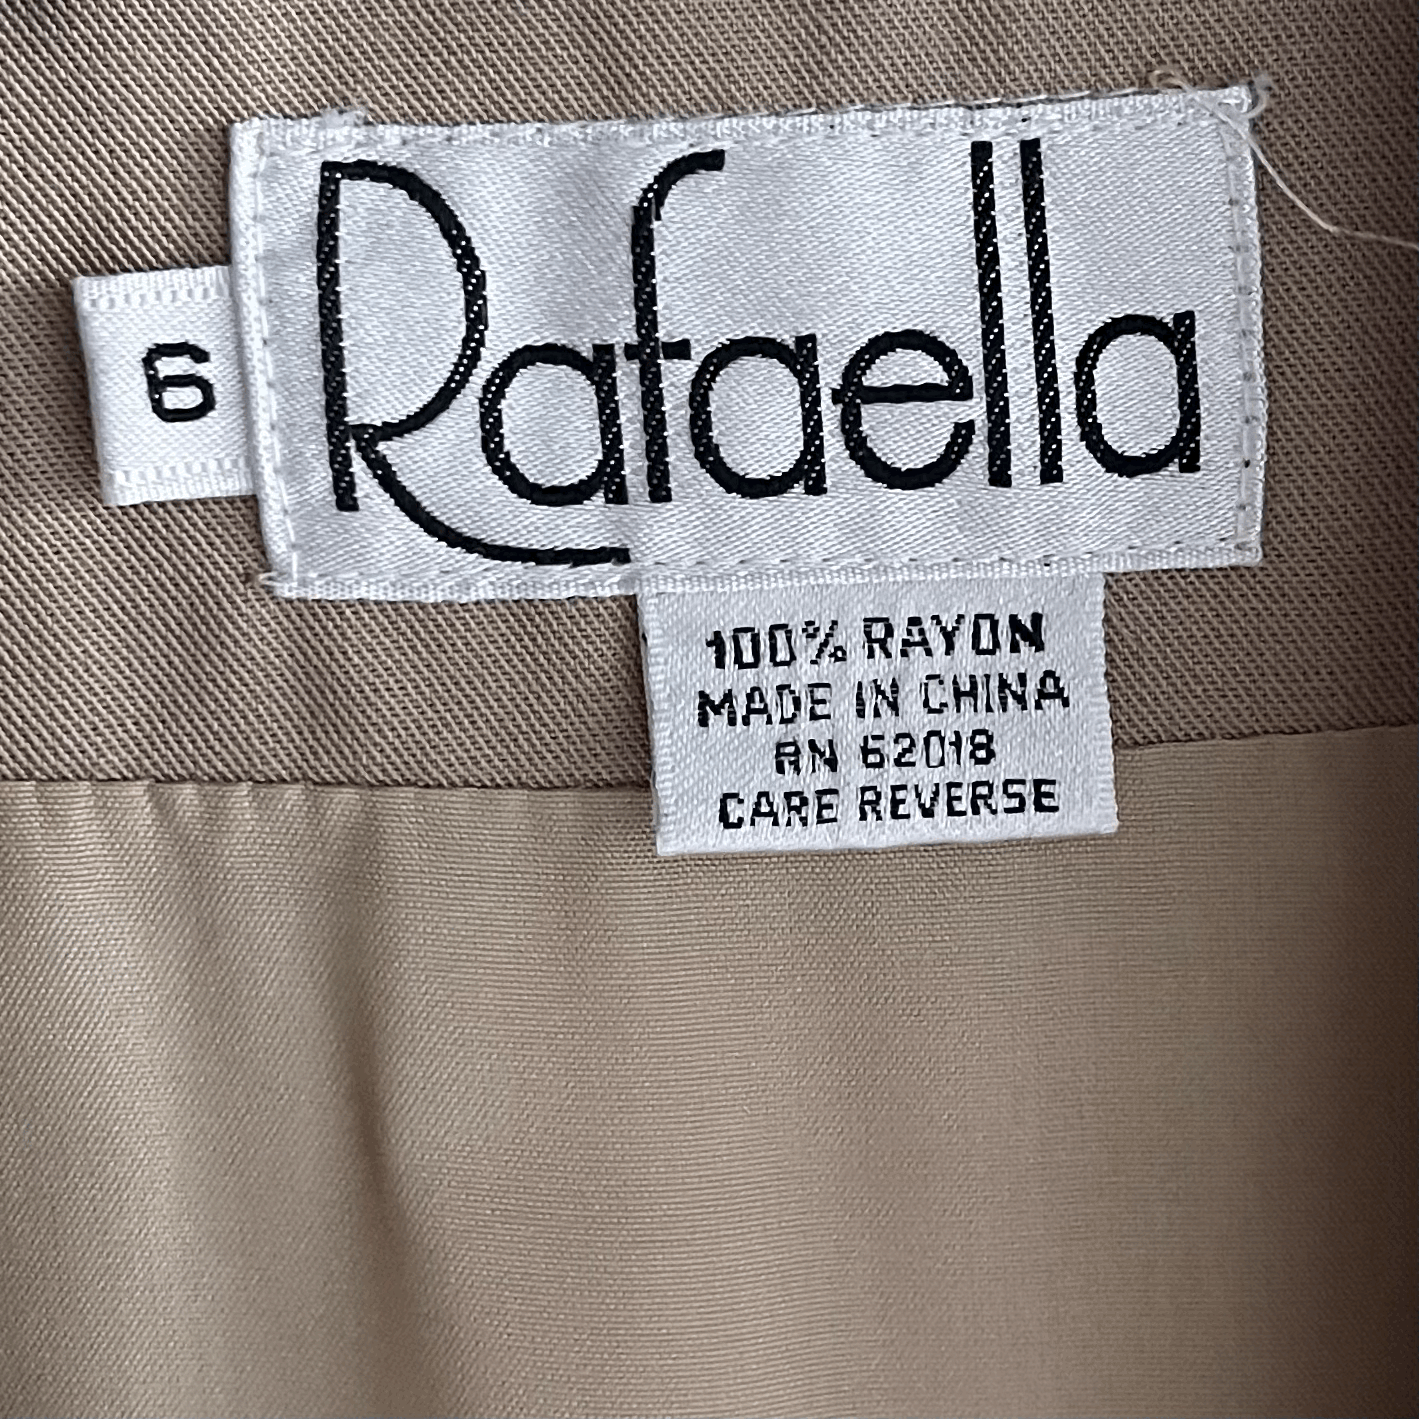 Rafaella
6
100% RAYON
MADE IN CHINA
RN 62018
CARE REVERSE